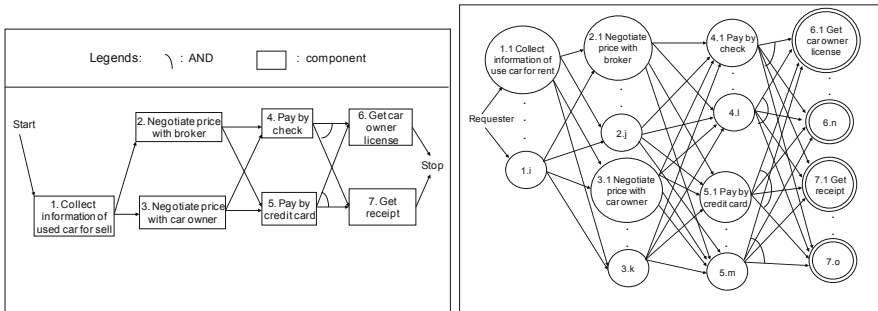 Legends:
: AND
: component
Start
2. Negotiate price
with broker
4. Pay by
check
6. Get car
owner
license
Stop
1. Collect
information of
used car for sell
3. Negotiate price
with car owner
5. Pay by
credit card
7. Get
receipt
1.1 Collect
information of
use car for rent
2.1 Negotiate
price with
broker
4.1 Pay by
check
6.1 Get
car owner
license
Requester
1.i
2.j
4.l
6.n
3.1 Negotiate
price with
car owner
5.1 Pay by
credit card
7.1 Get
receipt
3.k
5.m
7.o